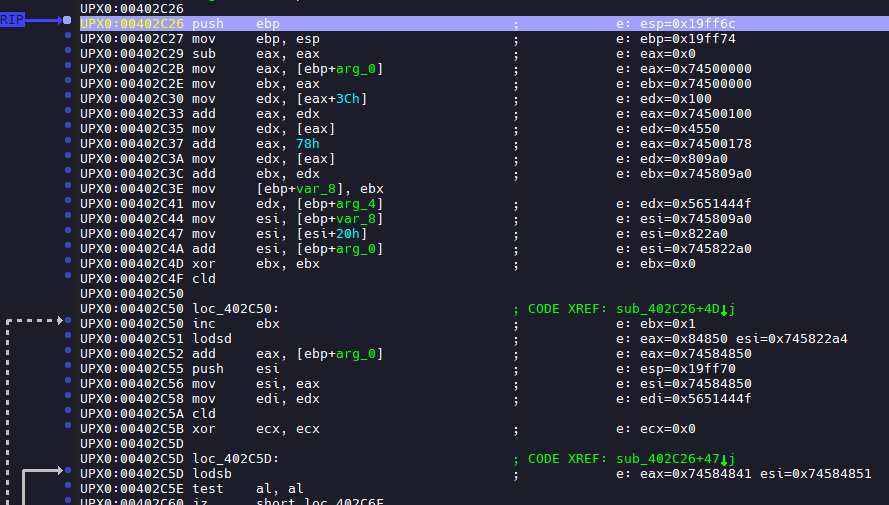 UPX0:00402C26
RIP UPX0:00402C26 push ebp ; e: esp=0x19ff6c
UPX0:00402C27 mov ebp, esp ; e: ebp=0x19ff74
UPX0:00402C29 sub eax, eax ; e: eax=0x0
UPX0:00402C2B mov eax, [ebp+arg_0] ; e: eax=0x74500000
UPX0:00402C2E mov ebx, eax ; e: ebx=0x74500000
UPX0:00402C30 mov edx, [eax+3Ch] ; e: edx=0x100
UPX0:00402C33 add eax, edx ; e: eax=0x74500100
UPX0:00402C35 mov edx, [eax] ; e: edx=0x4550
UPX0:00402C37 add eax, 78h ; e: eax=0x74500178
UPX0:00402C3A mov edx, [eax] ; e: edx=0x809a0
UPX0:00402C3C add ebx, edx ; e: ebx=0x745809a0
UPX0:00402C3E mov [ebp+var_8], ebx
UPX0:00402C41 mov edx, [ebp+arg_4] ; e: edx=0x5651444f
UPX0:00402C44 mov esi, [ebp+var_8] ; e: esi=0x745809a0
UPX0:00402C47 mov esi, [esi+20h] ; e: esi=0x822a0
UPX0:00402C4A add esi, [ebp+arg_0] ; e: esi=0x745822a0
UPX0:00402C4D xor ebx, ebx ; e: ebx=0x0
UPX0:00402C4F cld
UPX0:00402C50
UPX0:00402C50 loc_402C50: ; CODE XREF: sub_402C26+4D↓j
UPX0:00402C50 inc ebx ; e: ebx=0x1
UPX0:00402C51 lodsd ; e: eax=0x84850 esi=0x745822a4
UPX0:00402C52 add eax, [ebp+arg_0] ; e: eax=0x74584850
UPX0:00402C55 push esi ; e: esp=0x19ff70
UPX0:00402C56 mov esi, eax ; e: esi=0x74584850
UPX0:00402C58 mov edi, edx ; e: edi=0x5651444f
UPX0:00402C5A cld
UPX0:00402C5B xor ecx, ecx ; e: ecx=0x0
UPX0:00402C5D
UPX0:00402C5D loc_402C5D: ; CODE XREF: sub_402C26+47↓j
UPX0:00402C5D lodsb ; e: eax=0x74584841 esi=0x74584851
UPX0:00402C5E test al, al
UPX0:00402C60 jz short loc_402C6F